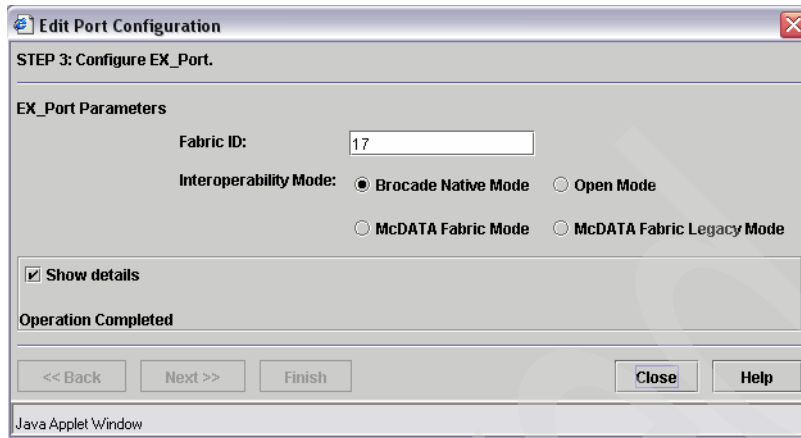 Edit Port Configuration
STEP 3: Configure EX_Port.
EX_Port Parameters
Fabric ID: 17
Interoperability Mode: Brocade Native Mode Open Mode
McDATA Fabric Mode McDATA Fabric Legacy Mode
Show details
Operation Completed
<< Back Next >> Finish Close Help
Java Applet Window